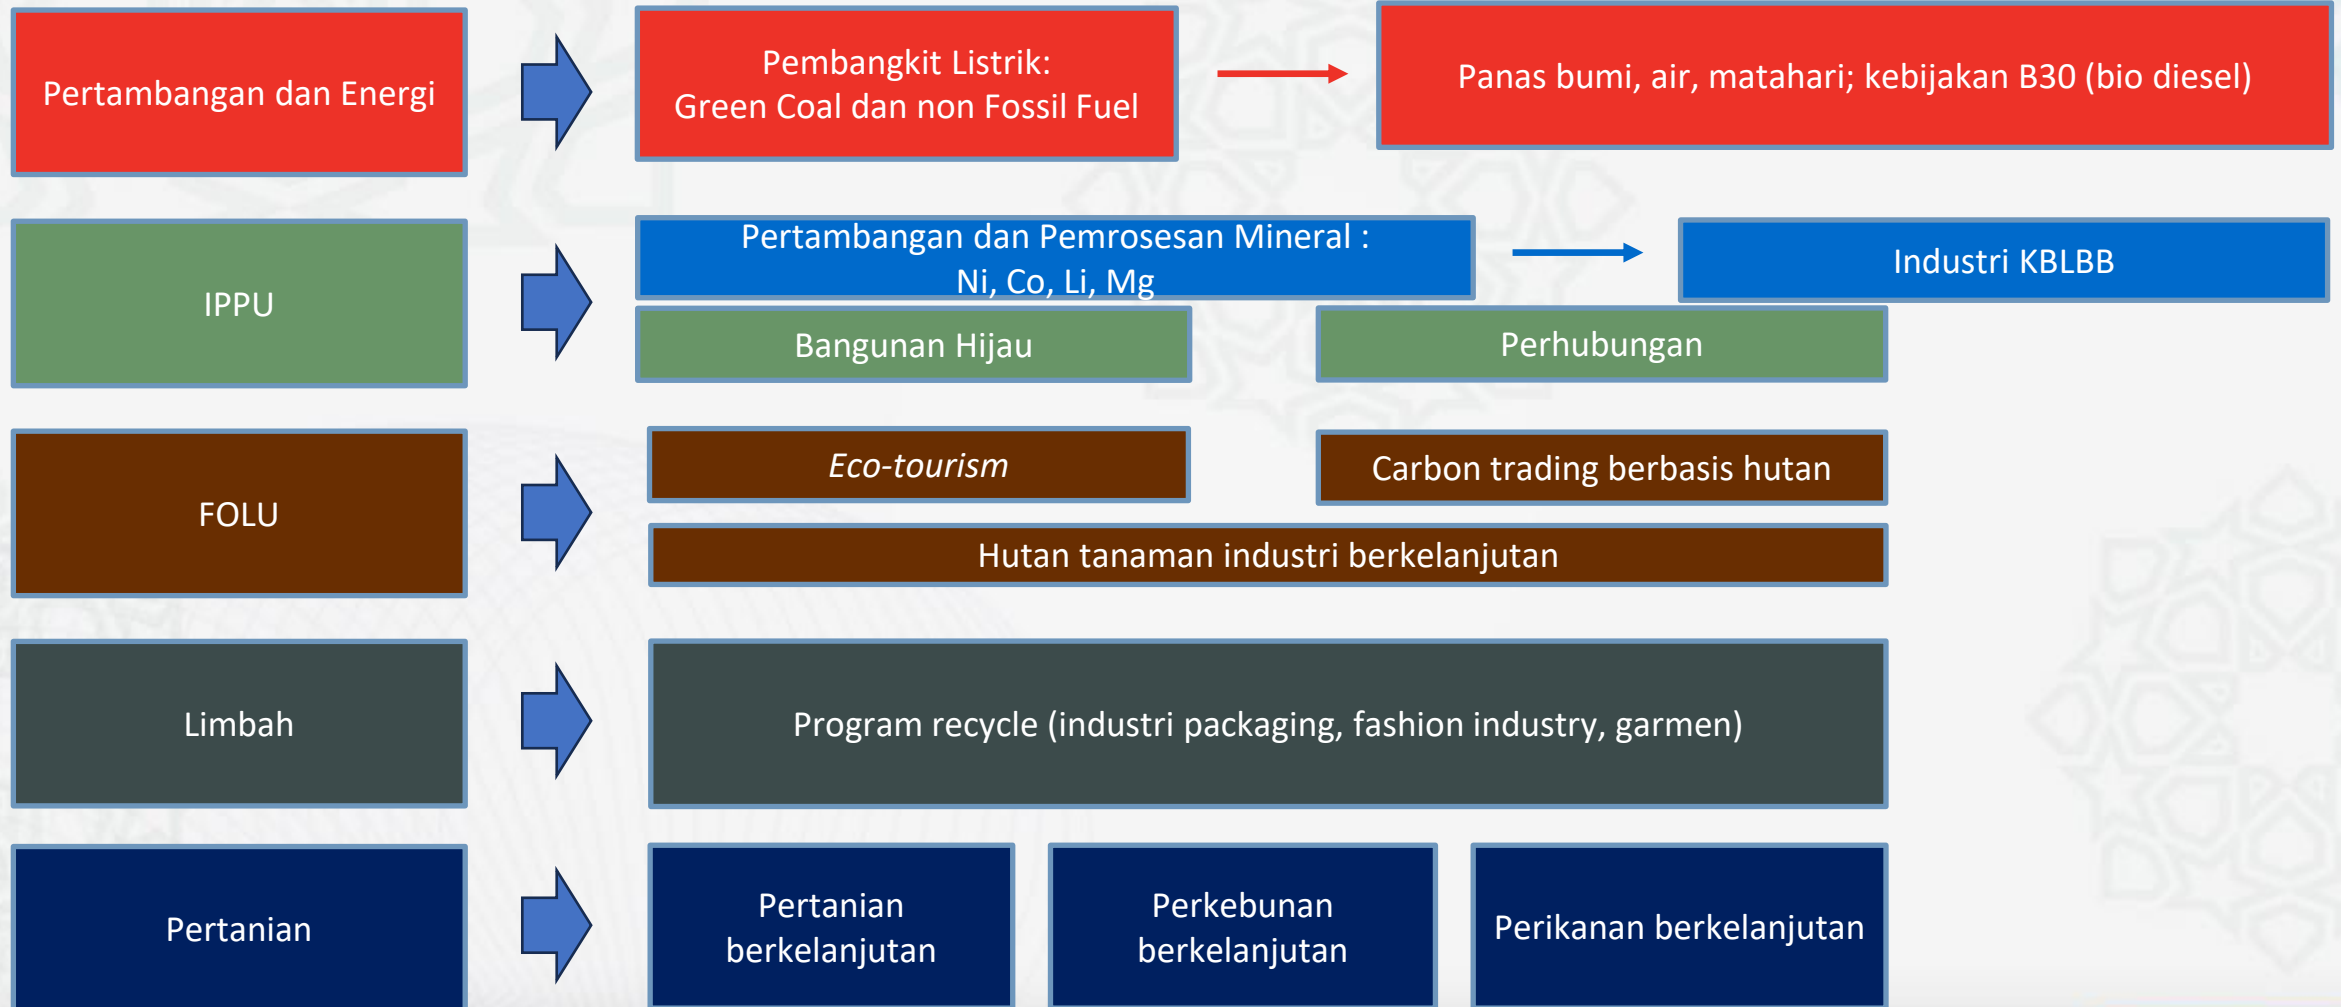 Pertambangan dan Energi
Pembangkit Listrik:
Green Coal dan non Fossil Fuel
Panas bumi, air, matahari; kebijakan B30 (bio diesel)
IPPU
Pertambangan dan Pemrosesan Mineral :
Ni, Co, Li, Mg
Industri KBLBB
Bangunan Hijau
Perhubungan
FOLU
Eco-tourism
Carbon trading berbasis hutan
Hutan tanaman industri berkelanjutan
Limbah
Program recycle (industri packaging, fashion industry, garmen)
Pertanian
Pertanian
berkelanjutan
Perkebunan
berkelanjutan
Perikanan berkelanjutan